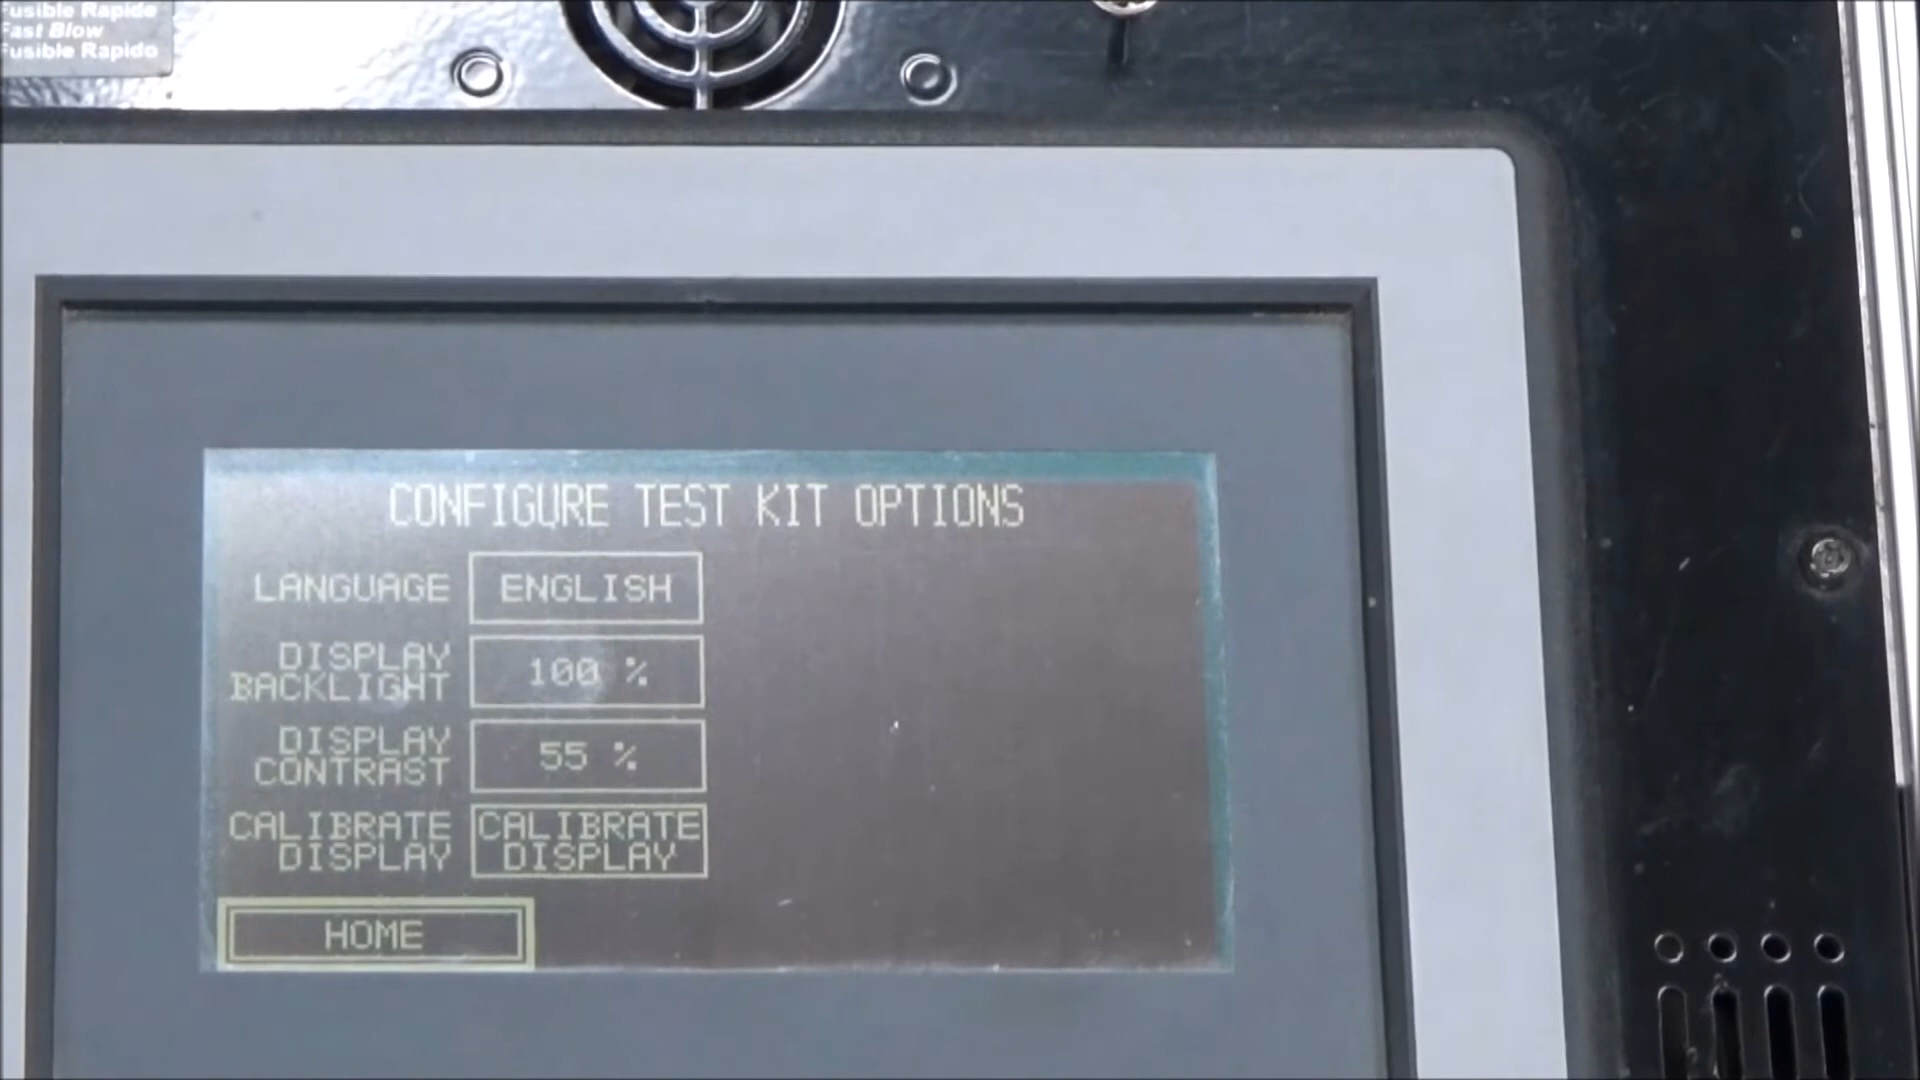 Fusible Rapide
Fast Blow
Fusible Rapido
CONFIGURE TEST KIT OPTIONS
LANGUAGE ENGLISH
DISPLAY
BACKLIGHT 100 %
DISPLAY
CONTRAST 55 %
CALIBRATE CALIBRATE
DISPLAY DISPLAY
HOME